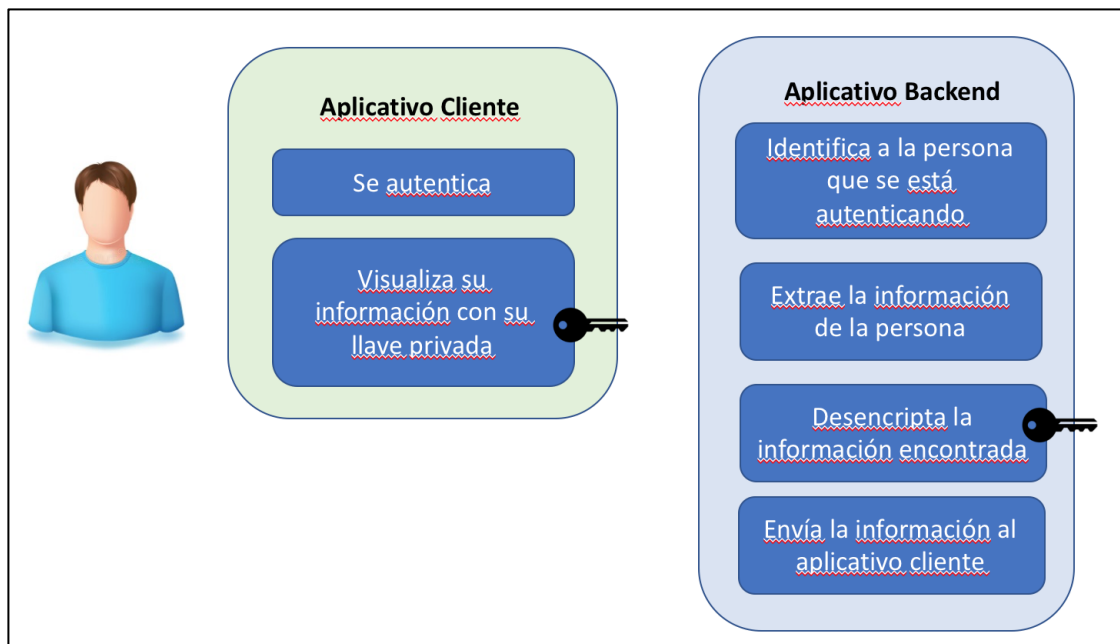 Aplicativo Cliente
Se autentica
Visualiza su
información con su
llave privada
Aplicativo Backend
Identifica a la persona
que se está
autenticando
Extrae la información
de la persona
Desencripta la
información encontrada
Envía la información al
aplicativo cliente